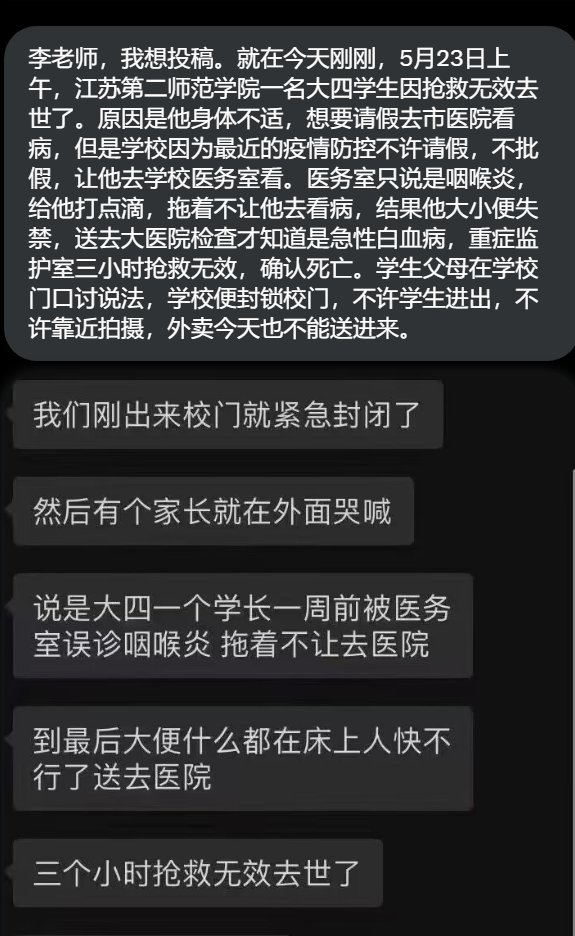 李老师，我想投稿。就在今天刚刚，5月23日上
午，江苏第二师范学院一名大四学生因抢救无效去
世了。原因是他身体不适，想要请假去市医院看
病，但是学校因为最近的疫情防控不许请假，不批
假，让他去学校医务室看。医务室只说是咽喉炎，
给他打点滴，拖着不让他去看病，结果他大小便失
禁，送去大医院检查才知道是急性白血病，重症监
护室三小时抢救无效，确认死亡。学生父母在学校
门口讨说法，学校便封锁校门，不许学生进出，不
许靠近拍摄，外卖今天也不能送进来。
我们刚出来校门就紧急封闭了
然后有个家长就在外面哭喊
说是大四一个学长一周前被医务
室误诊咽喉炎 拖着不让去医院
到最后大便什么都在床上人快不
行了送去医院
三个小时抢救无效去世了